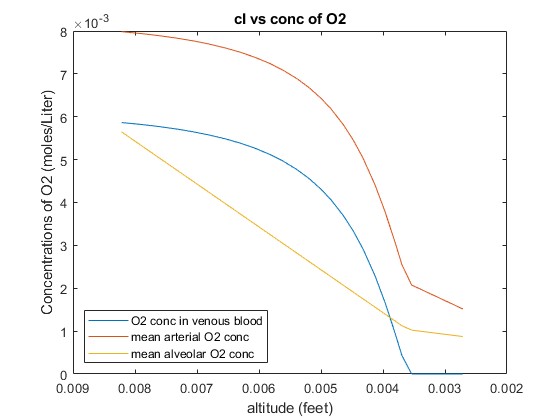 cI vs conc of O2
×10⁻³
8
7
6
5
4
3
2
1
0
Concentrations of O2 (moles/Liter)
O2 conc in venous blood
mean arterial O2 conc
mean alveolar O2 conc
0.009 0.008 0.007 0.006 0.005 0.004 0.003 0.002
altitude (feet)